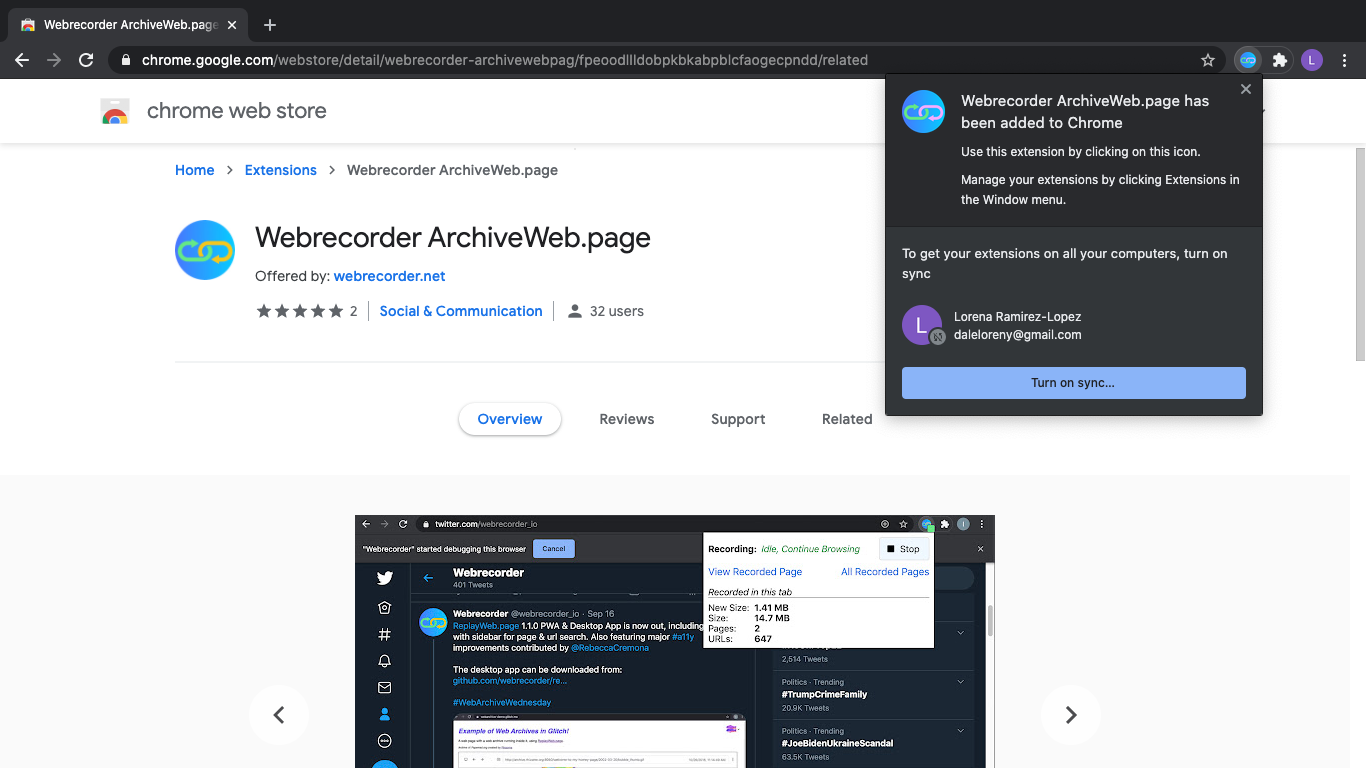 Webrecorder ArchiveWeb.page
chrome.google.com/webstore/detail/webrecorder-archivewebpag/fpeoodllldobpkbkabpblcfaogecpndd/related
L
chrome web store
Webrecorder ArchiveWeb.page has
been added to Chrome
Use this extension by clicking on this icon.
Manage your extensions by clicking Extensions in
the Window menu.
To get your extensions on all your computers, turn on
sync
L
Lorena Ramirez-Lopez
daleloreny@gmail.com
Turn on sync...
Home > Extensions > Webrecorder ArchiveWeb.page
Webrecorder ArchiveWeb.page
Offered by: webrecorder.net
2 Social & Communication 32 users
Overview Reviews Support Related
twitter.com/webrecorder_io
"Webrecorder" started debugging this browser Cancel
Recording: Idle, Continue Browsing Stop
View Recorded Page All Recorded Pages
Recorded in this tab
New Size: 1.41 MB
Size: 14.7 MB
Pages: 2
URLs: 647
Webrecorder
401 Tweets
Webrecorder @webrecorder_io · Sep 16
ReplayWeb.page 1.1.0 PWA & Desktop App is now out, including
with sidebar for page & url search. Also featuring major #a11y
improvements contributed by @RebeccaCremona
The desktop app can be downloaded from:
github.com/webrecorder/re...
#WebArchiveWednesday
Example of Web Archives in Glitch!
2,514 Tweets
Politics · Trending
#TrumpCrimeFamily
20.9K Tweets
Politics · Trending
#JoeBidenUkraineScandal
63.5K Tweets